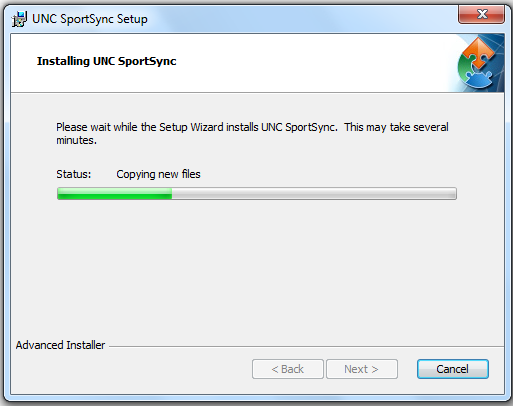 UNC SportSync Setup
Installing UNC SportSync
Please wait while the Setup Wizard installs UNC SportSync. This may take several
minutes.
Status: Copying new files
Advanced Installer
< Back Next > Cancel